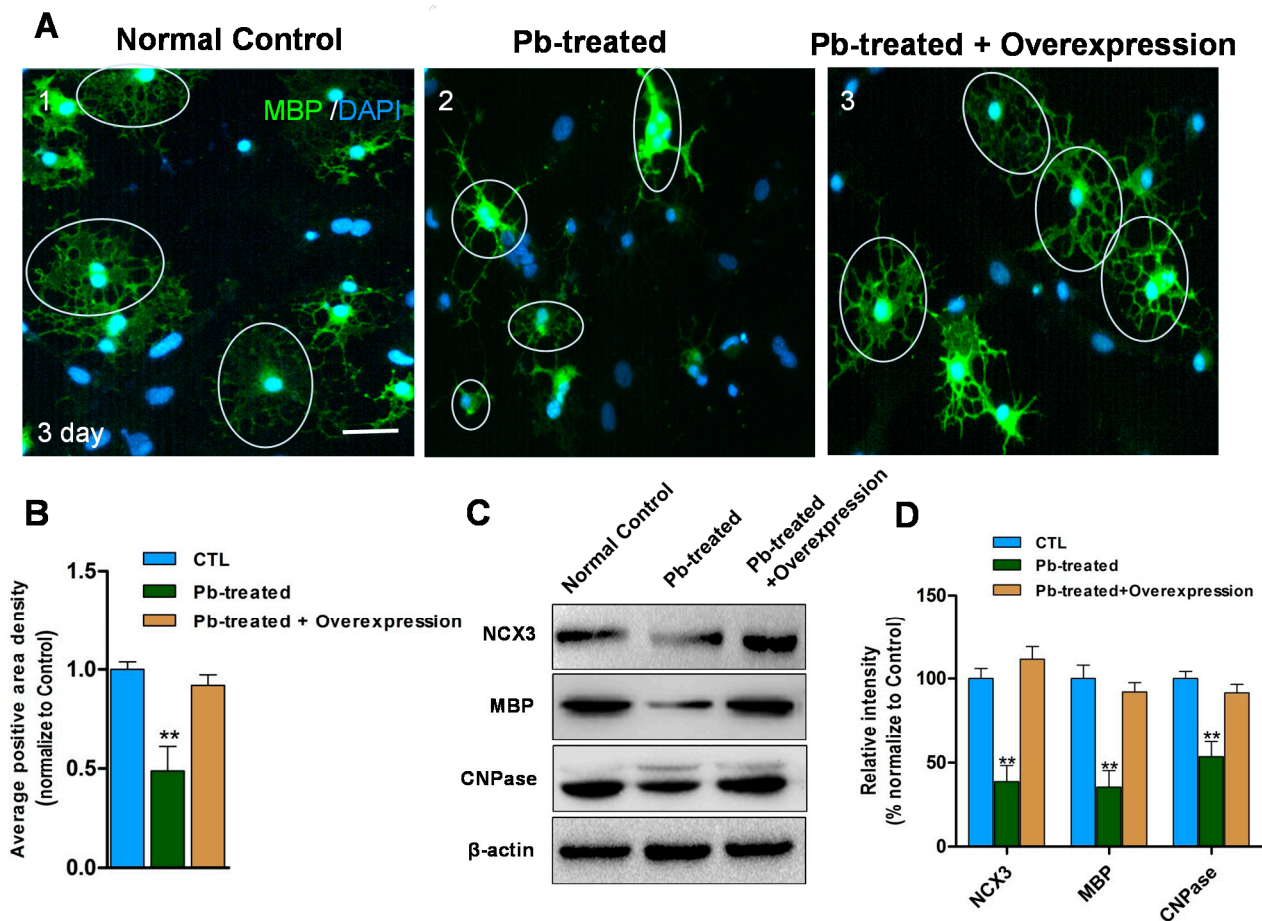 A
Normal Control
Pb-treated
Pb-treated + Overexpression
1
MBP /DAPI
2
3
3 day
B
CTL
Pb-treated
Pb-treated + Overexpression
Average positive area density
(normalize to Control)
1.5
1.0
0.5
0.0
**
C
Normal Control
Pb-treated
Pb-treated
+Overexpression
NCX3
MBP
CNPase
β-actin
D
CTL
Pb-treated
Pb-treated+Overexpression
Relative intensity
(% normalize to Control)
150
100
50
0
**
**
**
NCX3
MBP
CNPase